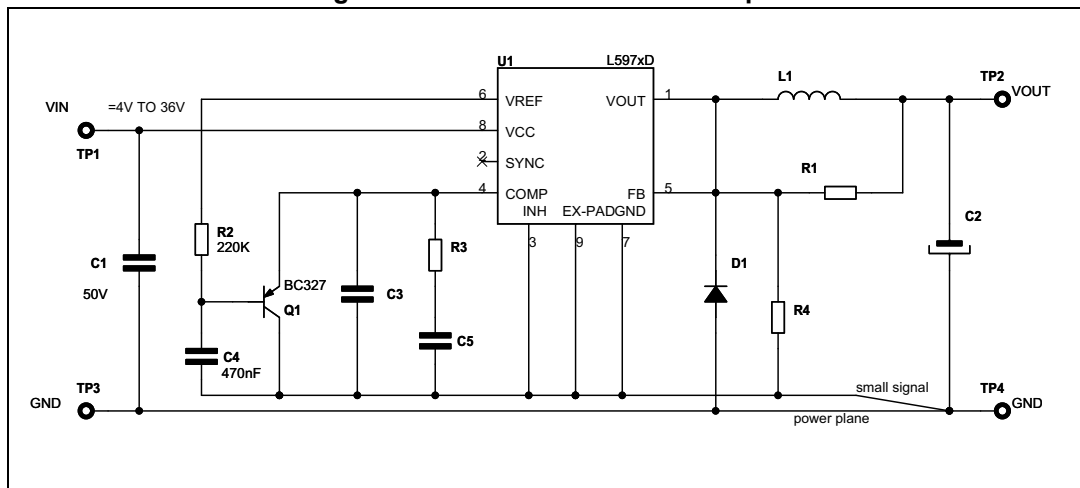 U1
L597xD
VIN
=4V TO 36V
TP1
6
VREF
8
VCC
2
SYNC
4
COMP
INH
EX-PAD
GND
VOUT
1
FB
5
3
9
7
L1
TP2
VOUT
R1
C2
R2
220K
C1
50V
BC327
Q1
C3
R3
C5
C4
470nF
D1
R4
TP3
GND
small signal
power plane
TP4
GND